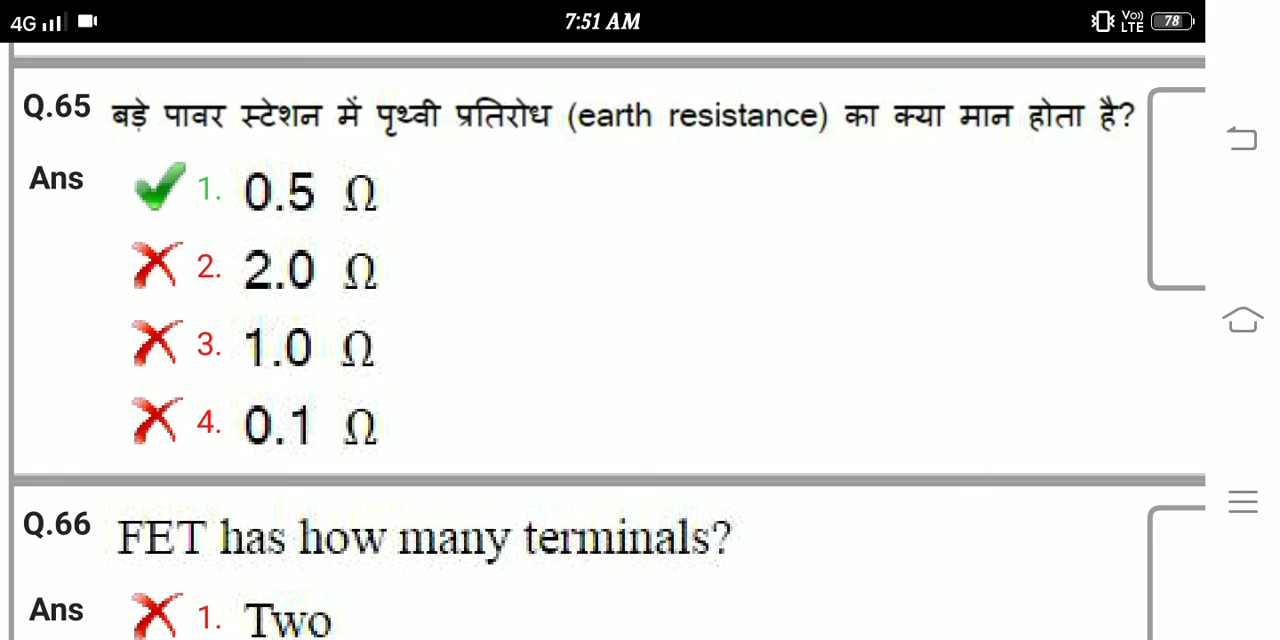 4G 7:51 AM Vo)) LTE 78
Q.65 बड़े पावर स्टेशन में पृथ्वी प्रतिरोध (earth resistance) का क्या मान होता है?
Ans 1. 0.5 Ω
2. 2.0 Ω
3. 1.0 Ω
4. 0.1 Ω
Q.66 FET has how many terminals?
Ans 1. Two